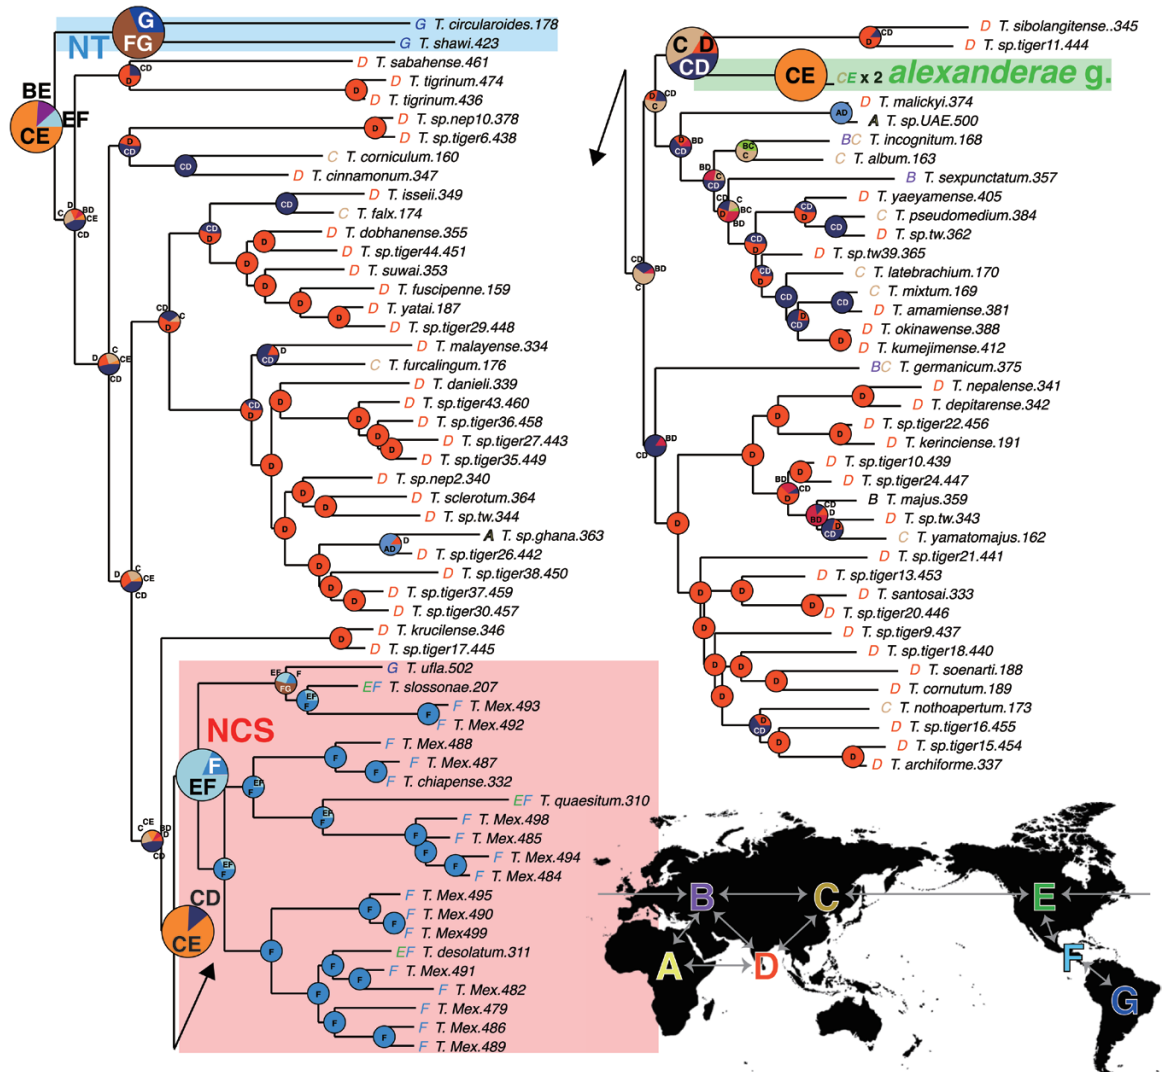 G T. circularoides.178
G T. shawi.423
NT
G
FG
D T. sabahense.461
D T. tigrinum.474
D T. tigrinum.436
BE
EF
CE
D T. sp.nep10.378
D T. sp.tiger6.438
C T. corniculum.160
D T. cinnamonum.347
D T. isseii.349
C T. falx.174
D T. dobhanense.355
D T. sp.tiger44.451
D T. suwai.353
D T. fuscipenne.159
D T. yatai.187
D T. sp.tiger29.448
D T. malayense.334
C T. furcalingum.176
D T. danieli.339
D T. sp.tiger43.460
D T. sp.tiger36.458
D T. sp.tiger27.443
D T. sp.tiger35.449
D T. sp.nep2.340
D T. sclerotum.364
D T. sp.tw.344
A T. sp.ghana.363
D T. sp.tiger26.442
D T. sp.tiger38.450
D T. sp.tiger37.459
D T. sp.tiger30.457
D T. krucilense.346
D T. sp.tiger17.445
G T. ufla.502
EF T. slossonae.207
F T. Mex.493
F T. Mex.492
NCS
F
EF
F T. Mex.488
F T. Mex.487
F T. chiapense.332
EF T. quaesitum.310
F T. Mex.498
F T. Mex.485
F T. Mex.494
F T. Mex.484
CD
CE
F T. Mex.495
F T. Mex.490
F T. Mex499
EF T. desolatum.311
F T. Mex.491
F T. Mex.482
F T. Mex.479
F T. Mex.486
F T. Mex.489
D T. sibolangitense..345
D T. sp.tiger11.444
C D
CD
CE
CE x 2 alexanderae g.
D T. malickyi.374
A T. sp.UAE.500
BC T. incognitum.168
C T. album.163
B T. sexpunctatum.357
D T. yaeyamense.405
C T. pseudomedium.384
D T. sp.tw.362
D T. sp.tw39.365
C T. latebrachium.170
C T. mixtum.169
D T. amamiense.381
D T. okinawense.388
D T. kumejimense.412
BC T. germanicum.375
D T. nepalense.341
D T. depitarense.342
D T. sp.tiger22.456
D T. kerinciense.191
D T. sp.tiger10.439
D T. sp.tiger24.447
B T. majus.359
D T. sp.tw.343
C T. yamatomajus.162
D T. sp.tiger21.441
D T. sp.tiger13.453
D T. santosai.333
D T. sp.tiger20.446
D T. sp.tiger9.437
D T. sp.tiger18.440
D T. soenarti.188
D T. cornutum.189
C T. nothoapertum.173
D T. sp.tiger16.455
D T. sp.tiger15.454
D T. archiforme.337
B
C
E
A
D
F
G